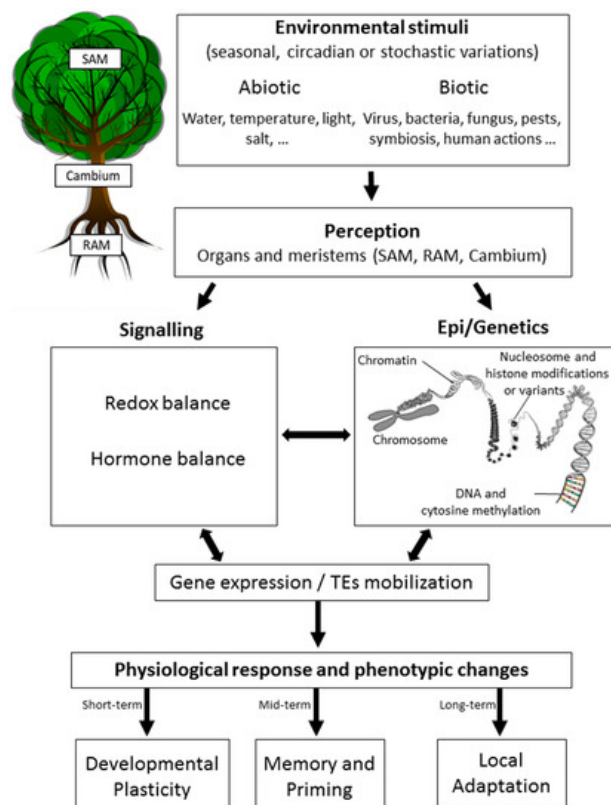 SAM
Cambium
RAM
Environmental stimuli
(seasonal, circadian or stochastic variations)
Abiotic
Water, temperature, light,
salt, ...
Biotic
Virus, bacteria, fungus, pests,
symbiosis, human actions ...
Perception
Organs and meristems (SAM, RAM, Cambium)
Signalling
Redox balance
Hormone balance
Epi/Genetics
Chromatin
Nucleosome and
histone modifications
or variants
Chromosome
DNA and
cytosine methylation
Gene expression / TEs mobilization
Physiological response and phenotypic changes
Short-term
Mid-term
Long-term
Developmental
Plasticity
Memory and
Priming
Local
Adaptation